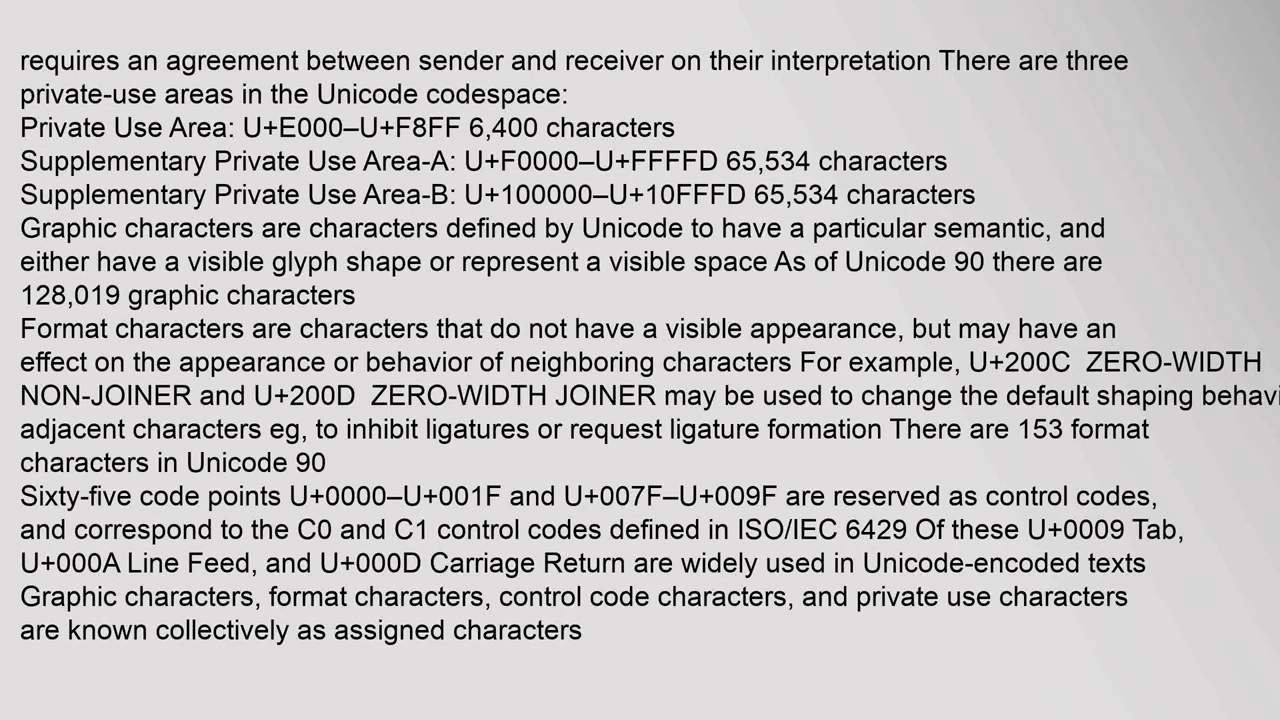 requires an agreement between sender and receiver on their interpretation There are three
private-use areas in the Unicode codespace:
Private Use Area: U+E000–U+F8FF 6,400 characters
Supplementary Private Use Area-A: U+F0000–U+FFFFD 65,534 characters
Supplementary Private Use Area-B: U+100000–U+10FFFD 65,534 characters
Graphic characters are characters defined by Unicode to have a particular semantic, and
either have a visible glyph shape or represent a visible space As of Unicode 90 there are
128,019 graphic characters
Format characters are characters that do not have a visible appearance, but may have an
effect on the appearance or behavior of neighboring characters For example, U+200C  ZERO-WIDTH
NON-JOINER and U+200D  ZERO-WIDTH JOINER may be used to change the default shaping behavi
adjacent characters eg, to inhibit ligatures or request ligature formation There are 153 format
characters in Unicode 90
Sixty-five code points U+0000–U+001F and U+007F–U+009F are reserved as control codes,
and correspond to the C0 and C1 control codes defined in ISO/IEC 6429 Of these U+0009 Tab,
U+000A Line Feed, and U+000D Carriage Return are widely used in Unicode-encoded texts
Graphic characters, format characters, control code characters, and private use characters
are known collectively as assigned characters